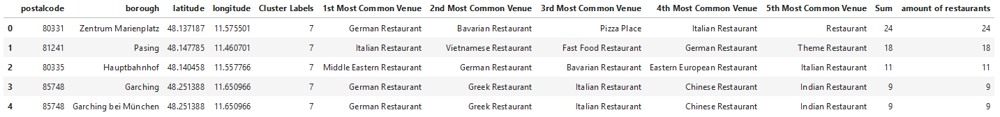 postalcode borough latitude longitude Cluster Labels 1st Most Common Venue 2nd Most Common Venue 3rd Most Common Venue 4th Most Common Venue 5th Most Common Venue Sum amount of restaurants
0 80331 Zentrum Marienplatz 48.137187 11.575501 7 German Restaurant Bavarian Restaurant Pizza Place Italian Restaurant Restaurant 24 24
1 81241 Pasing 48.147785 11.460701 7 Italian Restaurant Vietnamese Restaurant Fast Food Restaurant German Restaurant Theme Restaurant 18 18
2 80335 Hauptbahnhof 48.140458 11.557766 7 Middle Eastern Restaurant German Restaurant Bavarian Restaurant Eastern European Restaurant Italian Restaurant 11 11
3 85748 Garching 48.251388 11.650966 7 German Restaurant Greek Restaurant Italian Restaurant Chinese Restaurant Indian Restaurant 9 9
4 85748 Garching bei München 48.251388 11.650966 7 German Restaurant Greek Restaurant Italian Restaurant Chinese Restaurant Indian Restaurant 9 9